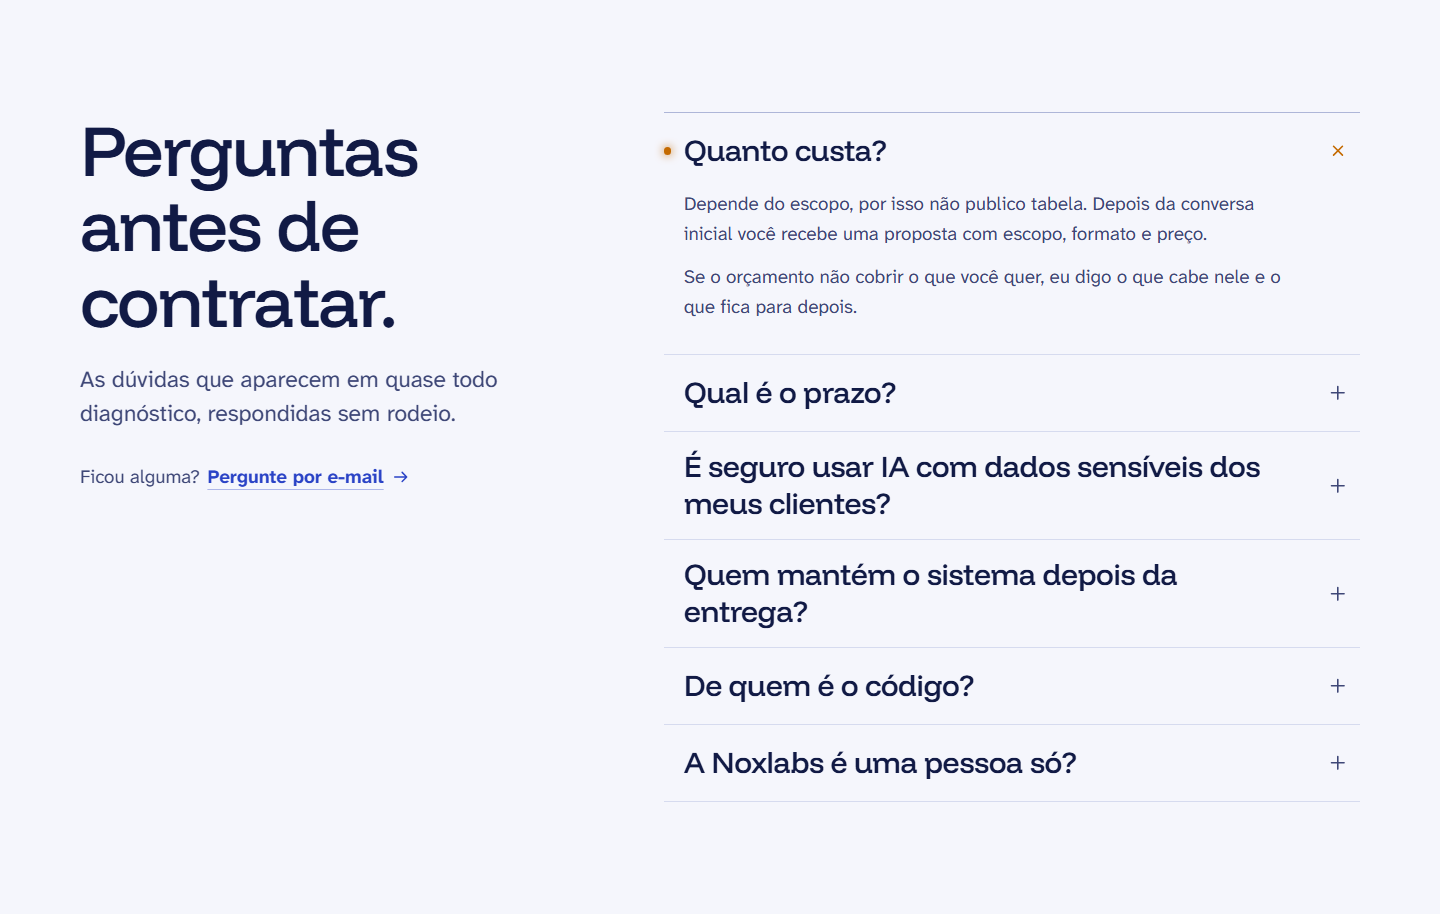 Perguntas
antes de
contratar.
As dúvidas que aparecem em quase todo
diagnóstico, respondidas sem rodeio.
Ficou alguma? Pergunte por e-mail →
Quanto custa?
Depende do escopo, por isso não publico tabela. Depois da conversa
inicial você recebe uma proposta com escopo, formato e preço.
Se o orçamento não cobrir o que você quer, eu digo o que cabe nele e o
que fica para depois.
Qual é o prazo?
É seguro usar IA com dados sensíveis dos
meus clientes?
Quem mantém o sistema depois da
entrega?
De quem é o código?
A Noxlabs é uma pessoa só?